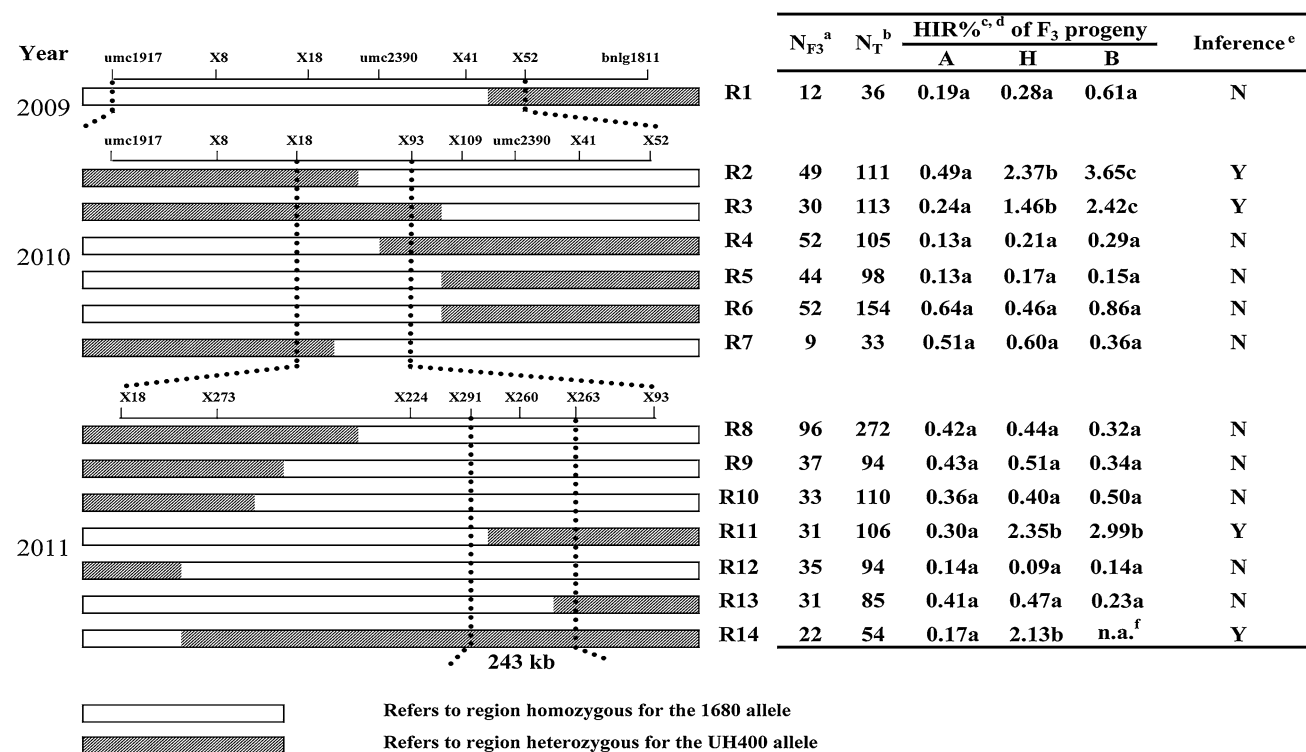 Year
umc1917 X8 X18 umc2390 X41 X52 bnlg1811
N_F3^a N_T^b HIR%^c, d of F_3 progeny Inference^e
A H B
2009
R1 12 36 0.19a 0.28a 0.61a N
umc1917 X8 X18 X93 X109 umc2390 X41 X52
R2 49 111 0.49a 2.37b 3.65c Y
R3 30 113 0.24a 1.46b 2.42c Y
2010
R4 52 105 0.13a 0.21a 0.29a N
R5 44 98 0.13a 0.17a 0.15a N
R6 52 154 0.64a 0.46a 0.86a N
R7 9 33 0.51a 0.60a 0.36a N
X18 X273 X224 X291 X260 X263 X93
R8 96 272 0.42a 0.44a 0.32a N
R9 37 94 0.43a 0.51a 0.34a N
R10 33 110 0.36a 0.40a 0.50a N
2011
R11 31 106 0.30a 2.35b 2.99b Y
R12 35 94 0.14a 0.09a 0.14a N
R13 31 85 0.41a 0.47a 0.23a N
R14 22 54 0.17a 2.13b n.a.^f Y
243 kb
Refers to region homozygous for the 1680 allele
Refers to region heterozygous for the UH400 allele